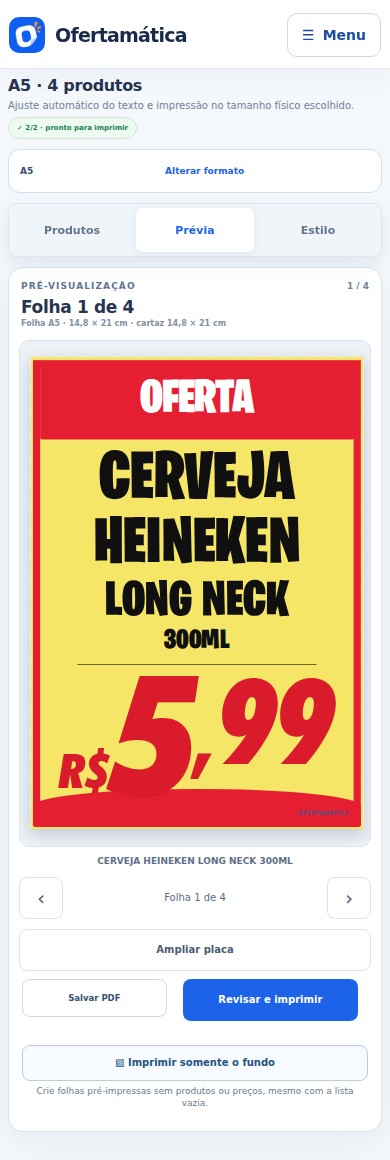 Ofertamática
☰ Menu
A5 · 4 produtos
Ajuste automático do texto e impressão no tamanho físico escolhido.
✓ 2/2 · pronto para imprimir
A5
Alterar formato
Produtos
Prévia
Estilo
PRÉ-VISUALIZAÇÃO
1 / 4
Folha 1 de 4
Folha A5 · 14,8 × 21 cm · cartaz 14,8 × 21 cm
OFERTA
CERVEJA
HEINEKEN
LONG NECK
300ML
R$5,99
OFERTAMÁTICA
CERVEJA HEINEKEN LONG NECK 300ML
‹
Folha 1 de 4
›
Ampliar placa
Salvar PDF
Revisar e imprimir
▧ Imprimir somente o fundo
Crie folhas pré-impressas sem produtos ou preços, mesmo com a lista
vazia.